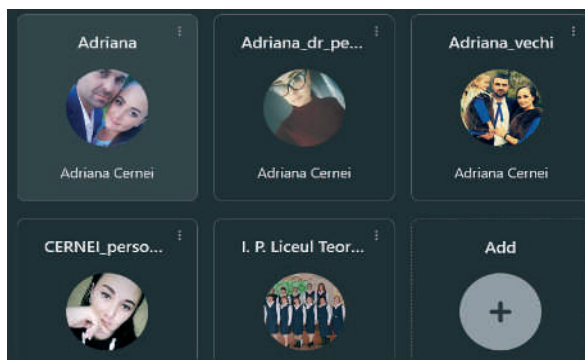 Adriana
Adriana_dr_pe...
Adriana_vechi
Adriana Cernei
Adriana Cernei
Adriana Cernei
CERNEI_perso...
I. P. Liceul Teor...
Add